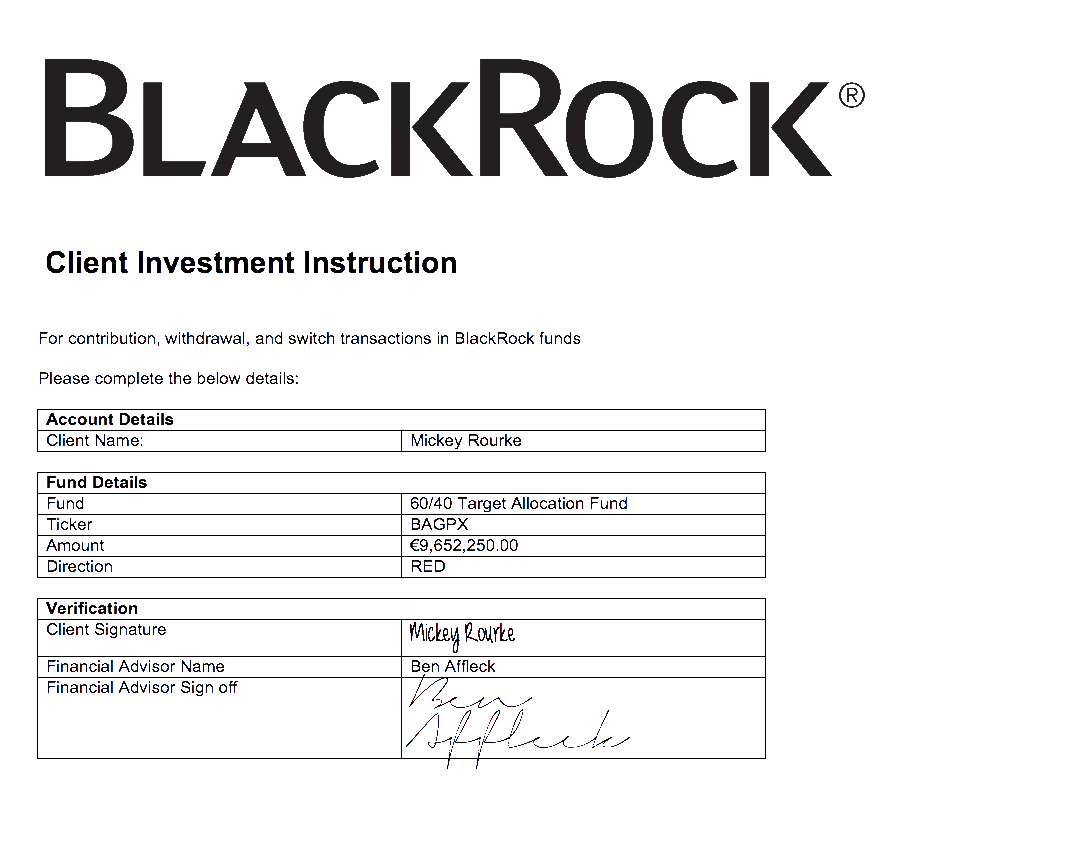 BLACKROCK®
Client Investment Instruction
For contribution, withdrawal, and switch transactions in BlackRock funds
Please complete the below details:
Account Details
Client Name: Mickey Rourke
Fund Details
Fund 60/40 Target Allocation Fund
Ticker BAGPX
Amount €9,652,250.00
Direction RED
Verification
Client Signature Mickey Rourke
Financial Advisor Name Ben Affleck
Financial Advisor Sign off Ben
Affleck